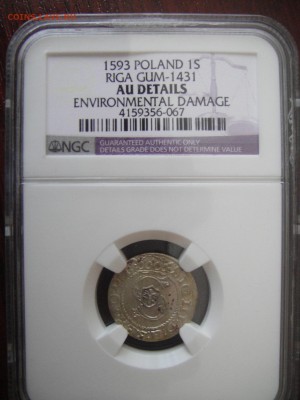 1593 POLAND 1S
RIGA GUM-1431
AU DETAILS
ENVIRONMENTAL DAMAGE
4159356-067
NGC
GUARANTEED AUTHENTIC ONLY
DETAILS GRADE DOES NOT DETERMINE VALUE